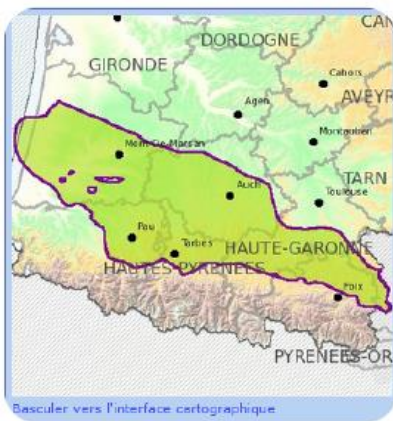 CAN
DORDOGNE
GIRONDE
Cahors
AVEYR
Agen
Montauban
Mont-De-Marsan
TARN
Auch
Toulouse
Pau
Tarbes
HAUTE-GARONNE
HAUTES-PYRENEES
Foix
PYRENEES-OR
Basculer vers l'interface cartographique